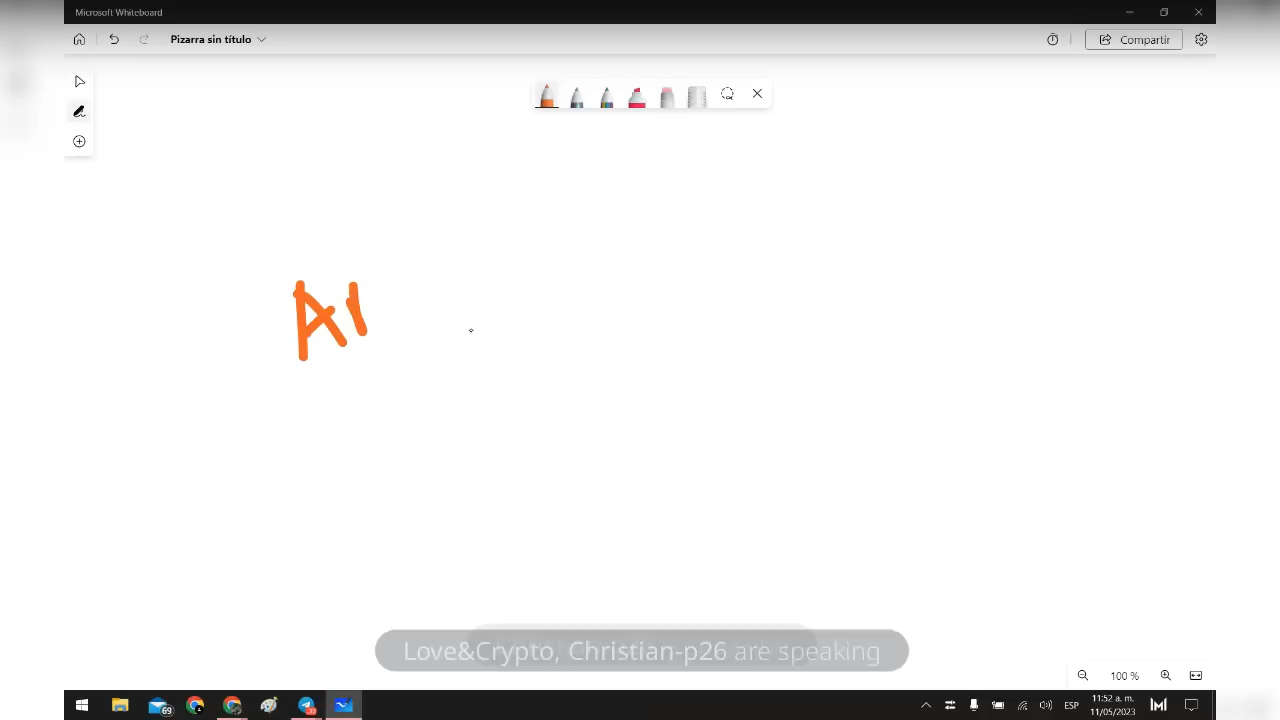 Microsoft Whiteboard
Pizarra sin título
Compartir
A
Love&Crypto, Christian-p26 are speaking
100 %
69
ESP
11:52 a. m.
11/05/2023